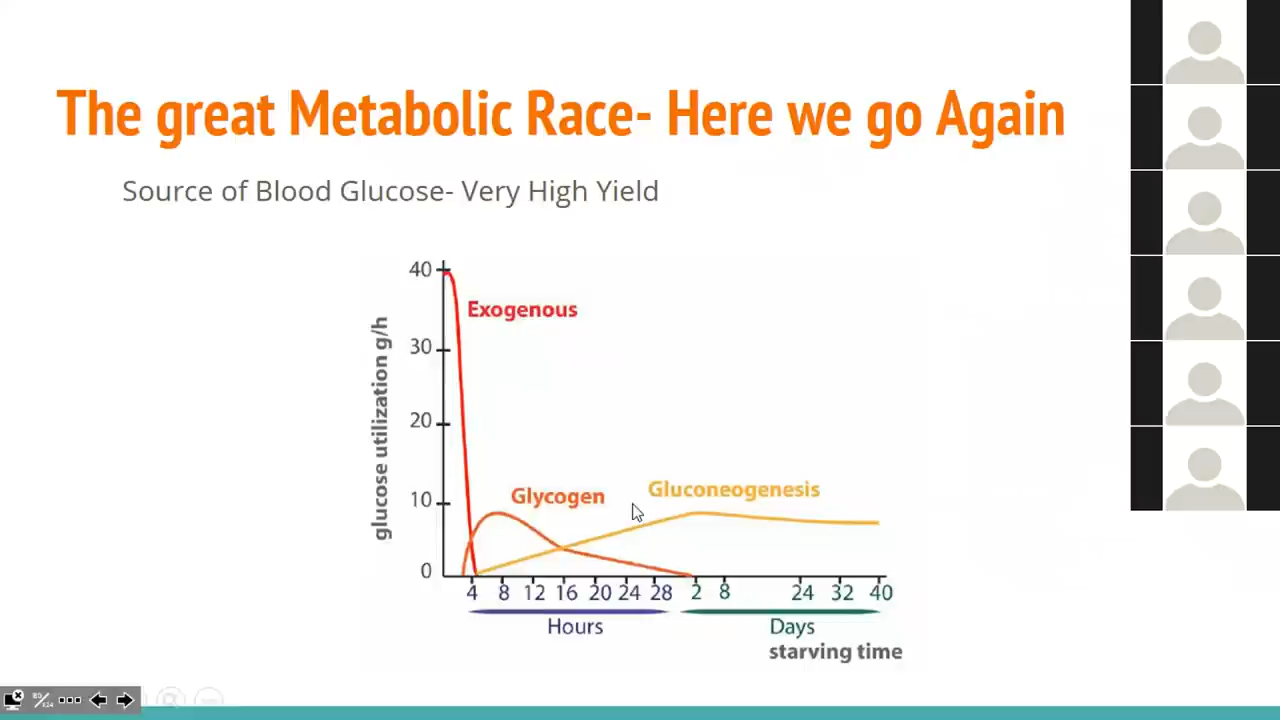 The great Metabolic Race- Here we go Again
Source of Blood Glucose- Very High Yield
glucose utilization g/h
40
30
20
10
0
Exogenous
Glycogen
Gluconeogenesis
4 8 12 16 20 24 28 2 8 24 32 40
Hours
Days
starving time